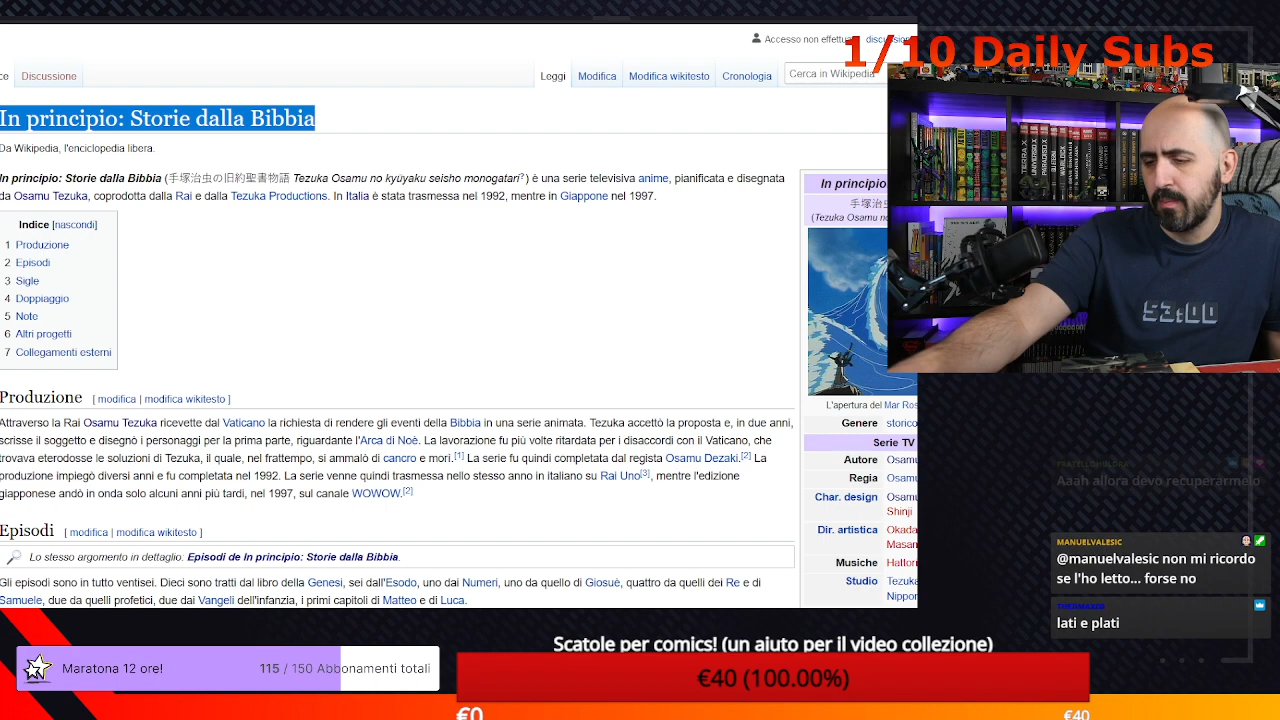 Accesso non effettuato
discussioni
1/10 Daily Subs
Discussione
Leggi
Modifica
Modifica wikitesto
Cronologia
Cerca in Wikipedia
In principio: Storie dalla Bibbia
Da Wikipedia, l'enciclopedia libera.
In principio: Storie dalla Bibbia (手塚治虫の旧約聖書物語 Tezuka Osamu no kyūyaku seisho monogatari?) è una serie televisiva anime, pianificata e disegnata
da Osamu Tezuka, coprodotta dalla Rai e dalla Tezuka Productions. In Italia è stata trasmessa nel 1992, mentre in Giappone nel 1997.
Indice [nascondi]
1 Produzione
2 Episodi
3 Sigle
4 Doppiaggio
5 Note
6 Altri progetti
7 Collegamenti esterni
Produzione [ modifica | modifica wikitesto ]
Attraverso la Rai Osamu Tezuka ricevette dal Vaticano la richiesta di rendere gli eventi della Bibbia in una serie animata. Tezuka accettò la proposta e, in due anni,
scrisse il soggetto e disegnò i personaggi per la prima parte, riguardante l'Arca di Noè. La lavorazione fu più volte ritardata per i disaccordi con il Vaticano, che
trovava eterodosse le soluzioni di Tezuka, il quale, nel frattempo, si ammalò di cancro e morì.[1] La serie fu quindi completata dal regista Osamu Dezaki.[2] La
produzione impiegò diversi anni e fu completata nel 1992. La serie venne quindi trasmessa nello stesso anno in italiano su Rai Uno[3], mentre l'edizione
giapponese andò in onda solo alcuni anni più tardi, nel 1997, sul canale WOWOW.[2]
Episodi [ modifica | modifica wikitesto ]
Lo stesso argomento in dettaglio: Episodi de In principio: Storie dalla Bibbia.
Gli episodi sono in tutto ventisei. Dieci sono tratti dal libro della Genesi, sei dall'Esodo, uno dai Numeri, uno da quello di Giosuè, quattro da quelli dei Re e di
Samuele, due da quelli profetici, due dai Vangeli dell'infanzia, i primi capitoli di Matteo e di Luca.
In principio
手塚治虫
(Tezuka Osamu no
L'apertura del Mar Ros
Genere storico
Serie TV
Autore Osamu
Regia Osamu
Char. design Osamu
Shinji
Dir. artistica Okada
Masam
Musiche Hattor
Studio Tezuka
Nippon
53:00
Aaah allora devo recuperarmelo
MANUELVALESIC
@manuelvalesic non mi ricordo
se l'ho letto... forse no
lati e plati
Maratona 12 ore!
115 / 150 Abbonamenti totali
Scatole per comics! (un aiuto per il video collezione)
€40 (100.00%)
€0
€40